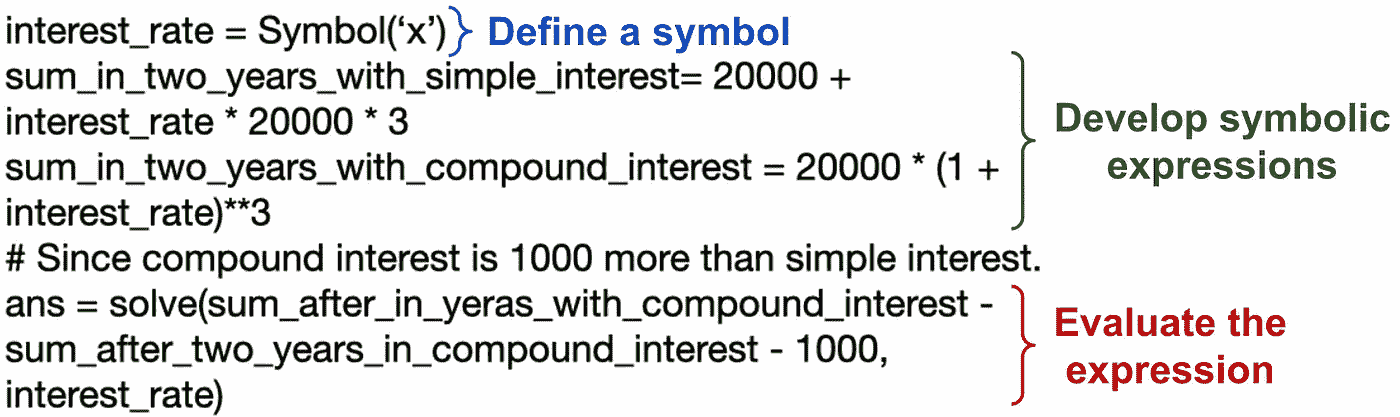 interest_rate = Symbol(‘x’) Define a symbol
sum_in_two_years_with_simple_interest= 20000 +
interest_rate * 20000 * 3
sum_in_two_years_with_compound_interest = 20000 * (1 +
interest_rate)**3
Develop symbolic
expressions
# Since compound interest is 1000 more than simple interest.
ans = solve(sum_after_in_yeras_with_compound_interest -
sum_after_two_years_in_compound_interest - 1000,
interest_rate)
Evaluate the
expression